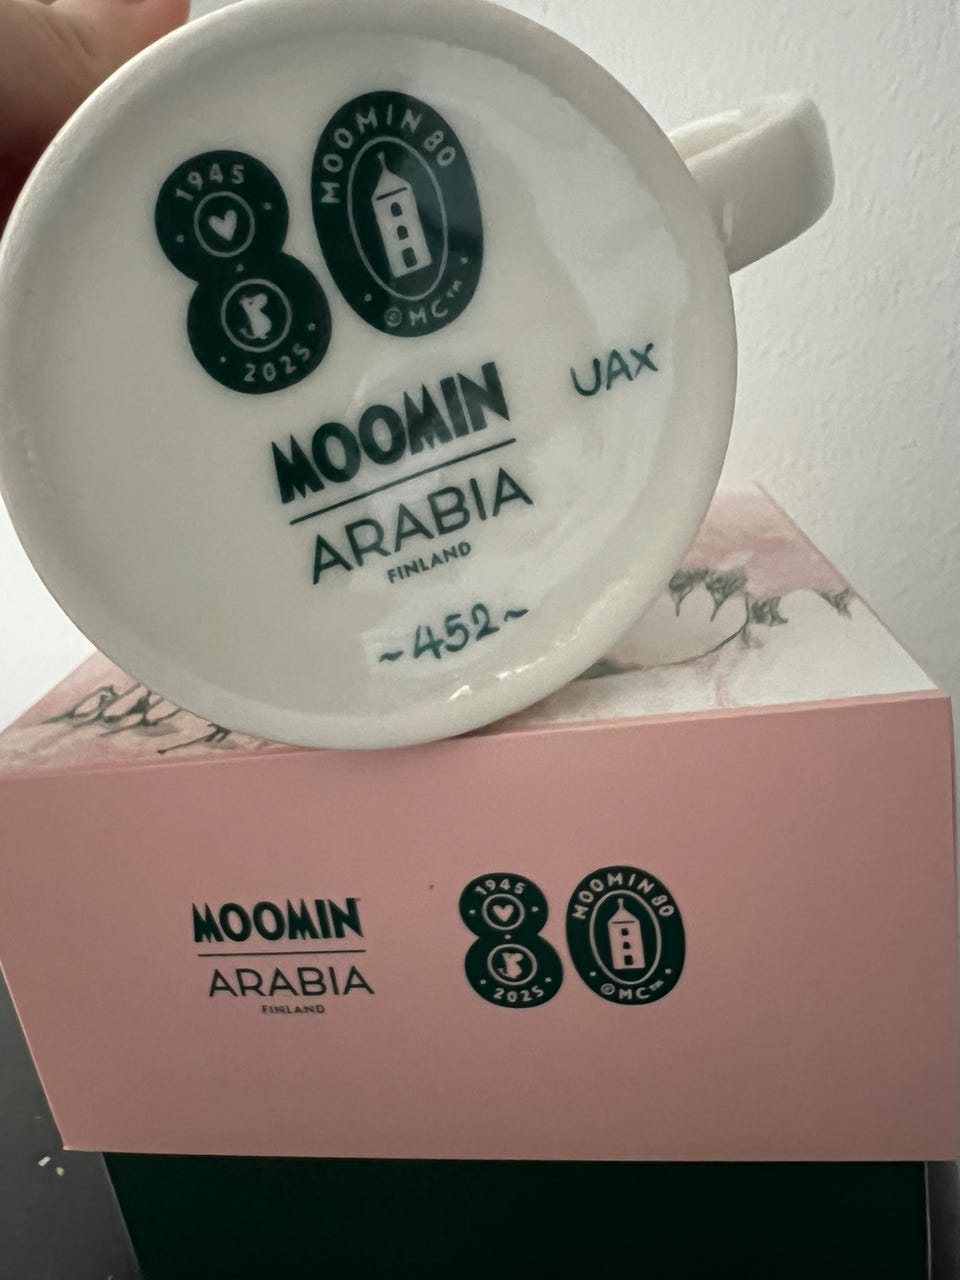 1945
2025
MOOMIN 80
©MC™
UAX
MOOMIN
ARABIA
FINLAND
~452~
MOOMIN
ARABIA
FINLAND
1945
2025
MOOMIN 80
©MC™